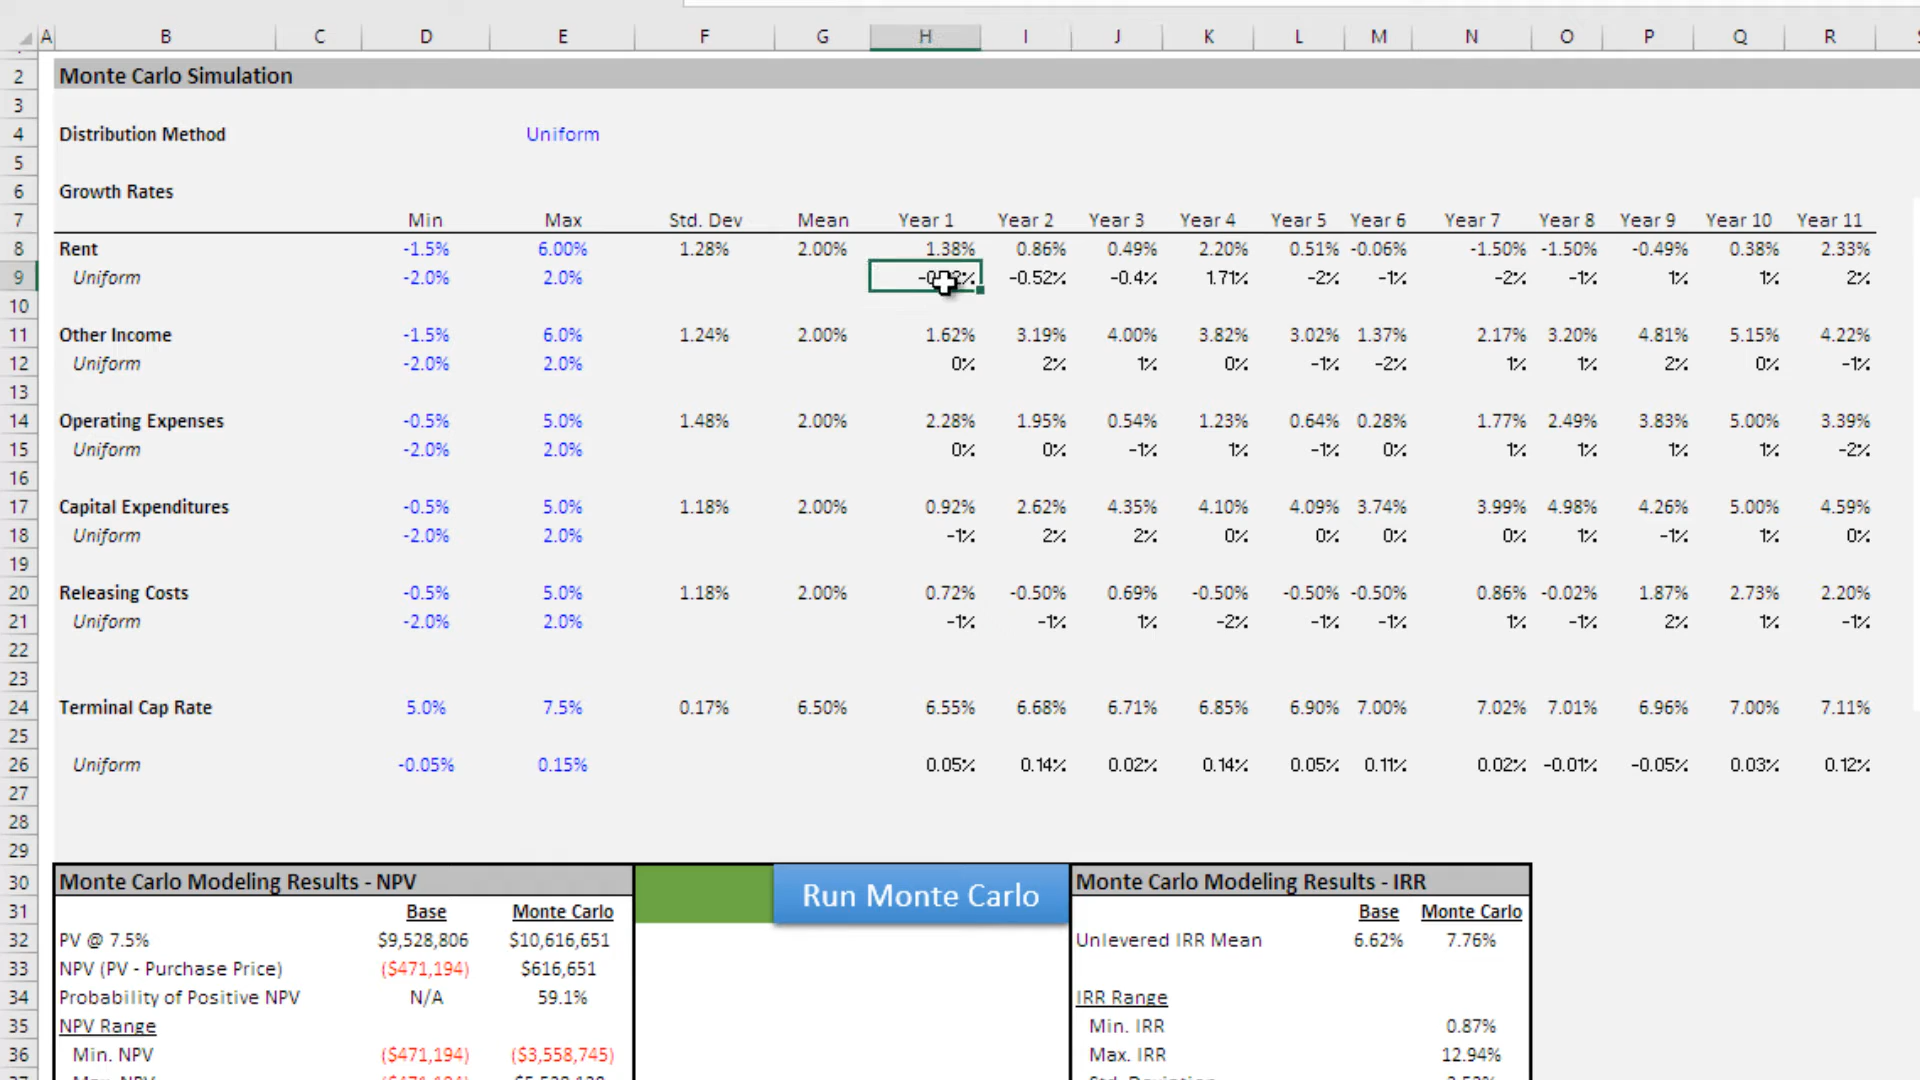 A B C D E F G H I J K L M N O P Q R
2 Monte Carlo Simulation
3
4 Distribution Method Uniform
5
6 Growth Rates
7 Min Max Std. Dev Mean Year 1 Year 2 Year 3 Year 4 Year 5 Year 6 Year 7 Year 8 Year 9 Year 10 Year 11
8 Rent -1.5% 6.00% 1.28% 2.00% 1.38% 0.86% 0.49% 2.20% 0.51% -0.06% -1.50% -1.50% -0.49% 0.38% 2.33%
9 Uniform -2.0% 2.0% -0.52% -0.4% 1.71% -2% -1% -2% -1% 1% 1% 2%
10
11 Other Income -1.5% 6.0% 1.24% 2.00% 1.62% 3.19% 4.00% 3.82% 3.02% 1.37% 2.17% 3.20% 4.81% 5.15% 4.22%
12 Uniform -2.0% 2.0% 0% 2% 1% 0% -1% -2% 1% 1% 2% 0% -1%
13
14 Operating Expenses -0.5% 5.0% 1.48% 2.00% 2.28% 1.95% 0.54% 1.23% 0.64% 0.28% 1.77% 2.49% 3.83% 5.00% 3.39%
15 Uniform -2.0% 2.0% 0% 0% -1% 1% -1% 0% 1% 1% 1% 1% -2%
16
17 Capital Expenditures -0.5% 5.0% 1.18% 2.00% 0.92% 2.62% 4.35% 4.10% 4.09% 3.74% 3.99% 4.98% 4.26% 5.00% 4.59%
18 Uniform -2.0% 2.0% -1% 2% 2% 0% 0% 0% 0% 1% -1% 1% 0%
19
20 Releasing Costs -0.5% 5.0% 1.18% 2.00% 0.72% -0.50% 0.69% -0.50% -0.50% -0.50% 0.86% -0.02% 1.87% 2.73% 2.20%
21 Uniform -2.0% 2.0% -1% -1% 1% -2% -1% -1% 1% -1% 2% 1% -1%
22
23
24 Terminal Cap Rate 5.0% 7.5% 0.17% 6.50% 6.55% 6.68% 6.71% 6.85% 6.90% 7.00% 7.02% 7.01% 6.96% 7.00% 7.11%
25
26 Uniform -0.05% 0.15% 0.05% 0.14% 0.02% 0.14% 0.05% 0.11% 0.02% -0.01% -0.05% 0.03% 0.12%
27
28
29
30 Monte Carlo Modeling Results - NPV Run Monte Carlo Monte Carlo Modeling Results - IRR
31 Base Monte Carlo Base Monte Carlo
32 PV @ 7.5% $9,528,806 $10,616,651 Unlevered IRR Mean 6.62% 7.76%
33 NPV (PV - Purchase Price) ($471,194) $616,651
34 Probability of Positive NPV N/A 59.1% IRR Range
35 NPV Range Min. IRR 0.87%
36 Min. NPV ($471,194) ($3,558,745) Max. IRR 12.94%